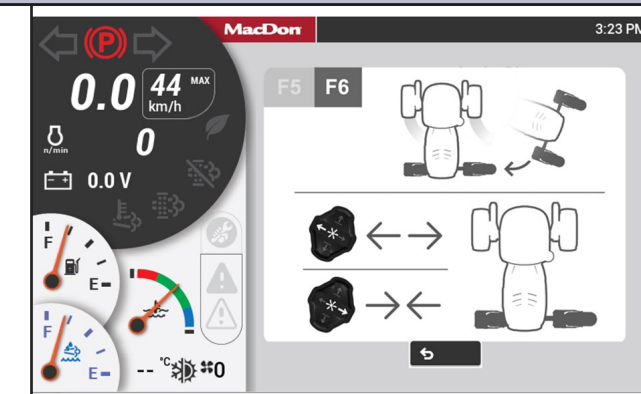 MacDon
3:23 PM
P
0.0
44
MAX
km/h
n/min
0
0.0 V
F5
F6
F
E
F
E
-- °C
0